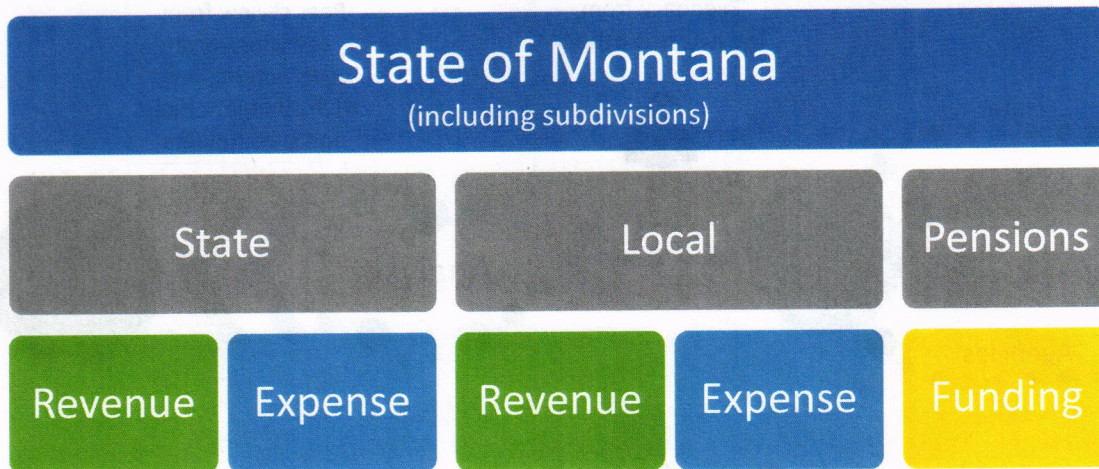 State of Montana
(including subdivisions)
State
Local
Pensions
Revenue
Expense
Revenue
Expense
Funding